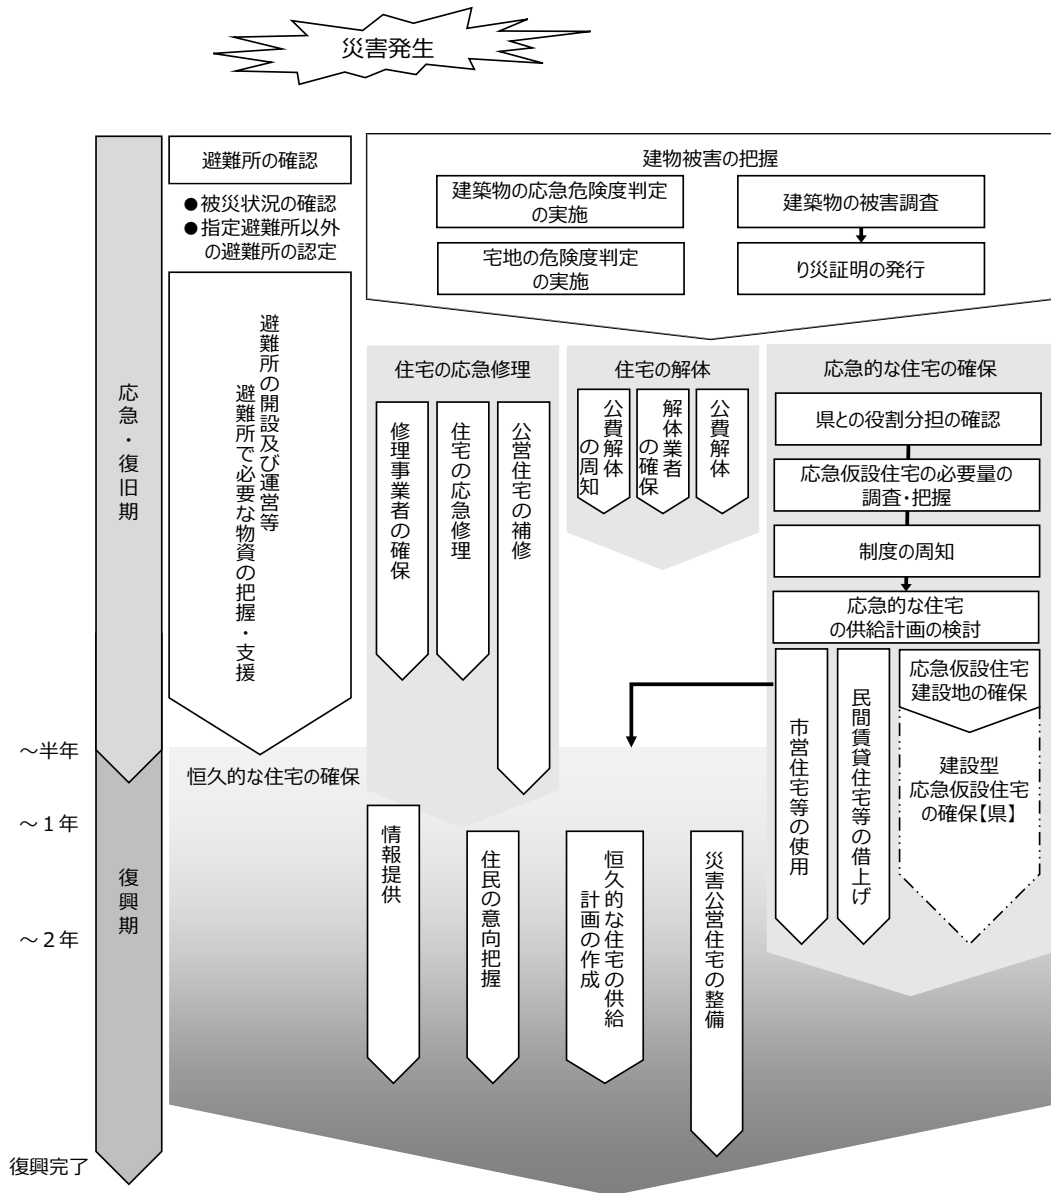 災害発生
避難所の確認
●被災状況の確認
●指定避難所以外
の避難所の認定
避難所の開設及び運営等
避難所で必要な物資の把握・支援
建物被害の把握
建築物の応急危険度判定
の実施
宅地の危険度判定
の実施
建築物の被害調査
り災証明の発行
応急・復旧期
住宅の応急修理
修理事業者の確保
住宅の応急修理
公営住宅の補修
住宅の解体
公費解体
の周知
解体業者
の確保
公費解体
応急的な住宅の確保
県との役割分担の確認
応急仮設住宅の必要量の
調査・把握
制度の周知
応急的な住宅
の供給計画の検討
市営住宅等の使用
民間賃貸住宅等の借上げ
応急仮設住宅
建設地の確保
建設型
応急仮設住宅
の確保【県】
～半年
～１年
～２年
復興完了
復興期
恒久的な住宅の確保
情報提供
住民の意向把握
恒久的な住宅の供給
計画の作成
災害公営住宅の整備